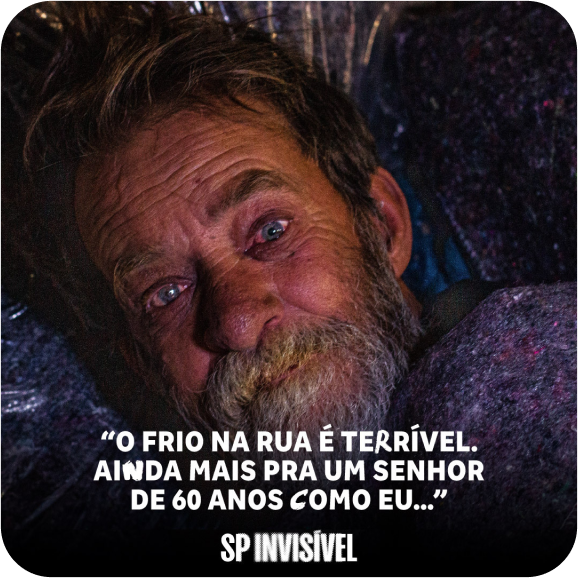 “O FRIO NA RUA É TERRÍVEL.
AINDA MAIS PRA UM SENHOR
DE 60 ANOS COMO EU...”
SP INVISÍVEL